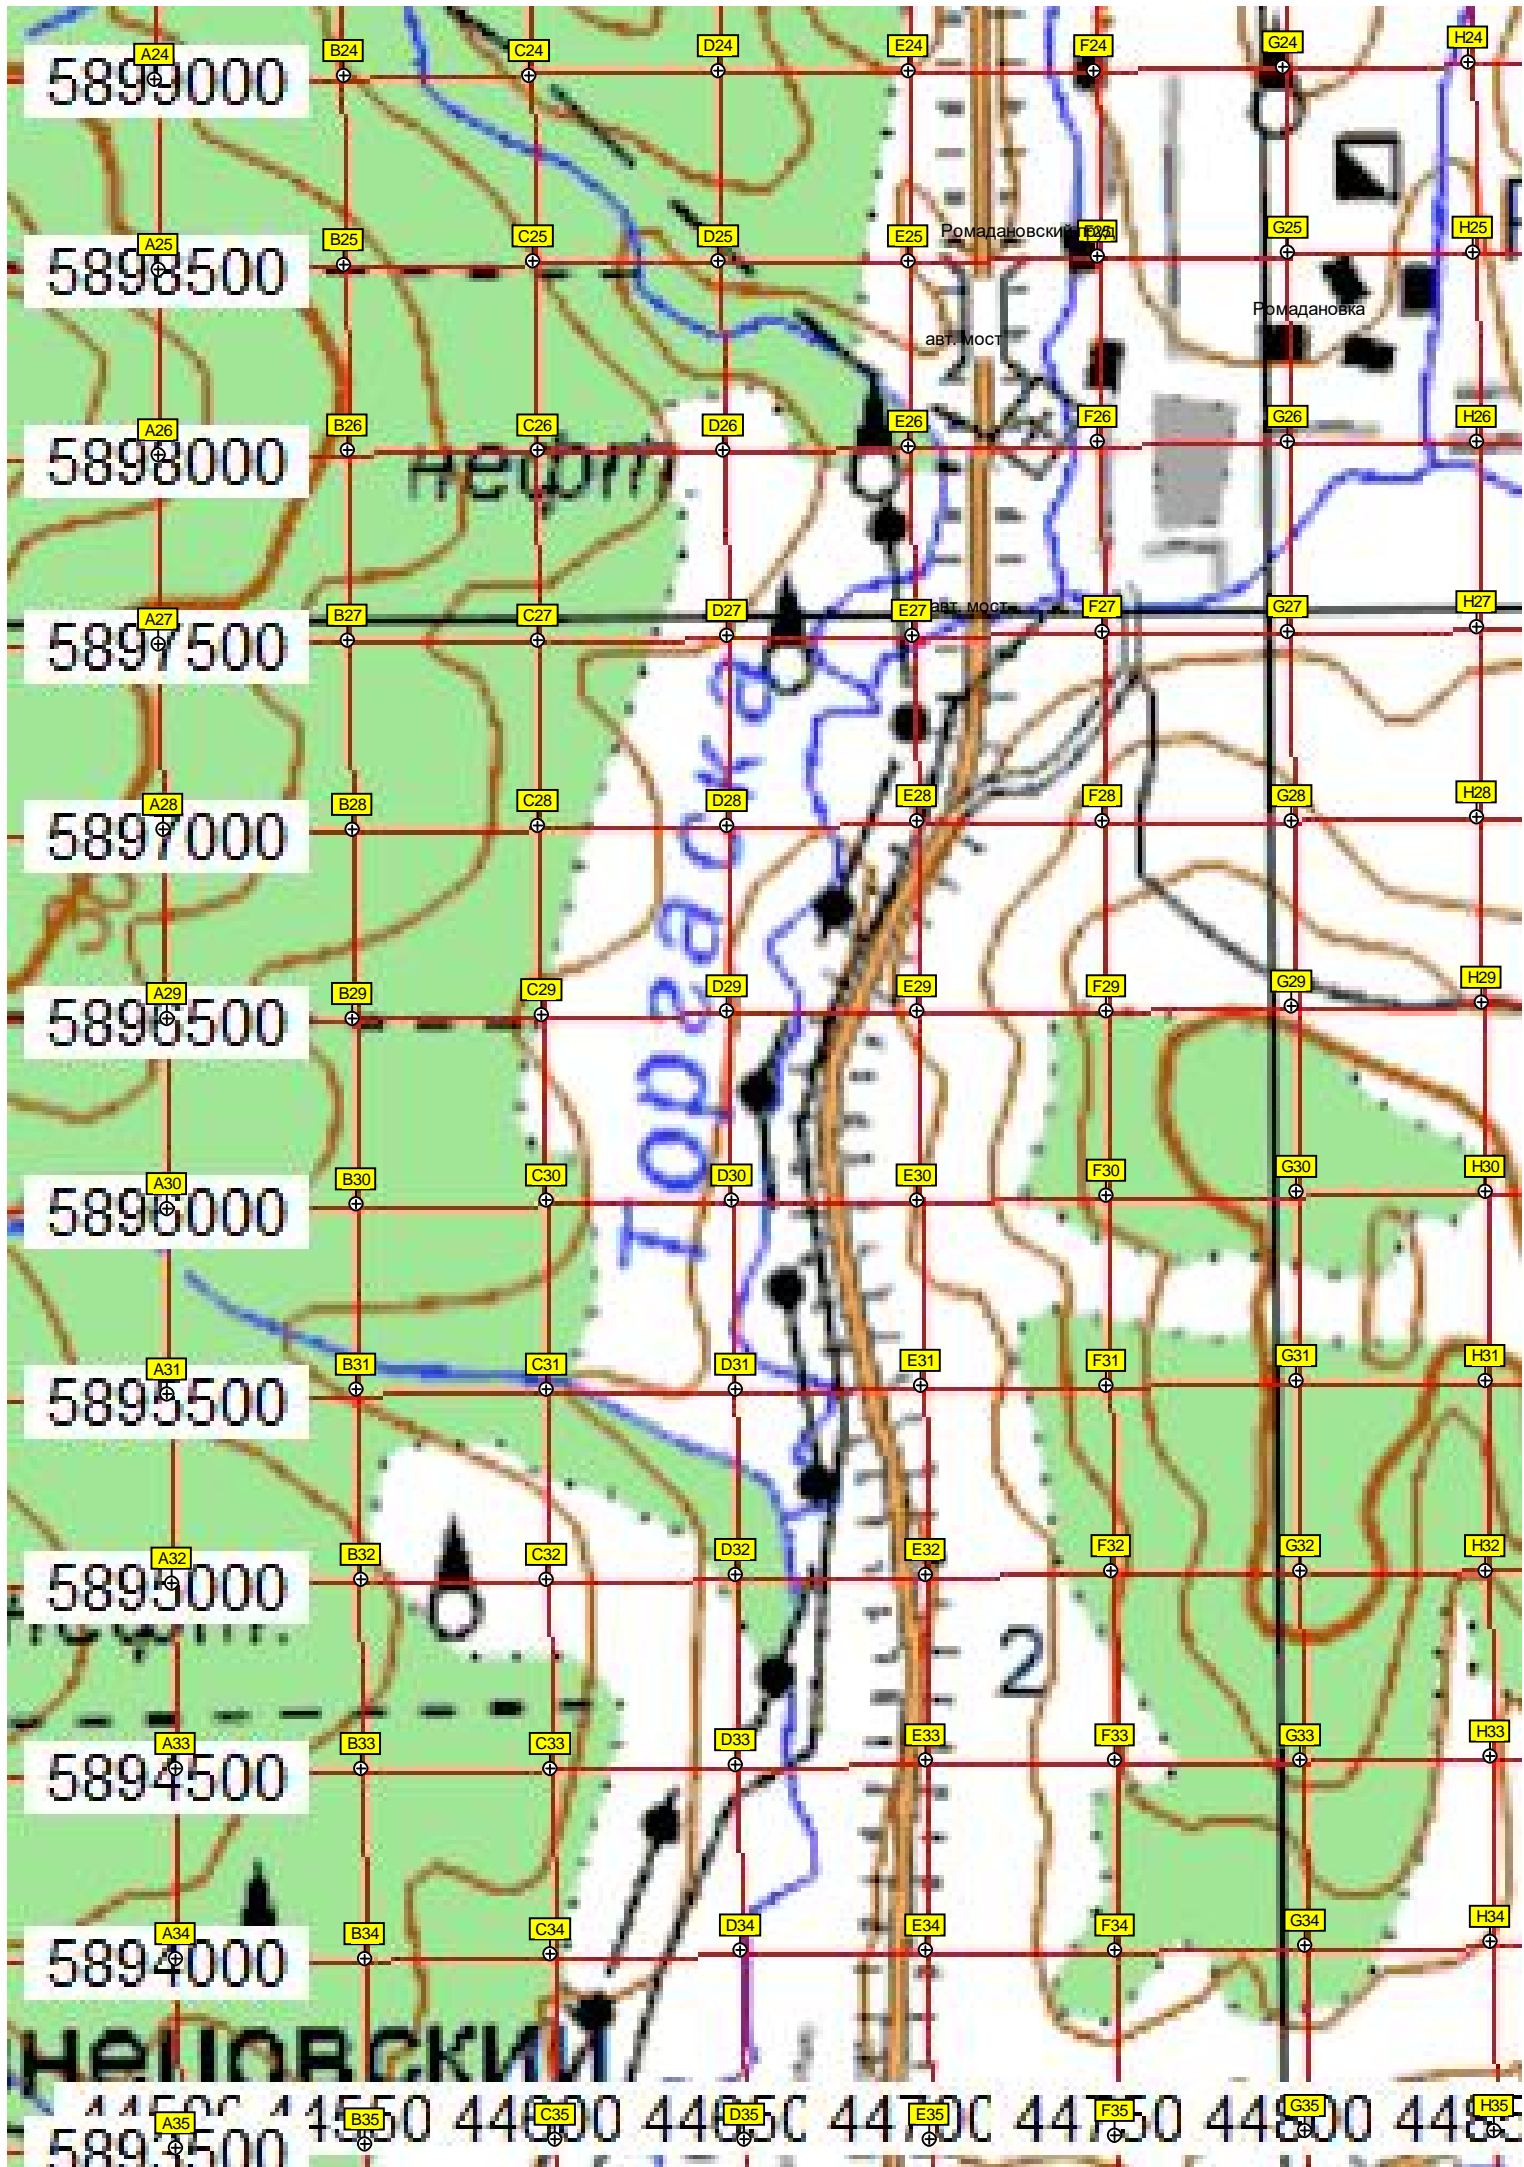 A24 B24 C24 D24 E24 F24 G24 H24
5899000
A25 B25 C25 D25 E25 F25 G25 H25
Ромадановский пруд
5898500
Ромадановка
авт. мост
A26 B26 C26 D26 E26 F26 G26 H26
5898000
нефт
A27 B27 C27 D27 E27 F27 G27 H27
авт. мост
5897500
A28 B28 C28 D28 E28 F28 G28 H28
5897000
Торгаска
A29 B29 C29 D29 E29 F29 G29 H29
5896500
A30 B30 C30 D30 E30 F30 G30 H30
5896000
A31 B31 C31 D31 E31 F31 G31 H31
5895500
A32 B32 C32 D32 E32 F32 G32 H32
5895000
2
A33 B33 C33 D33 E33 F33 G33 H33
5894500
A34 B34 C34 D34 E34 F34 G34 H34
5894000
A35 B35 C35 D35 E35 F35 G35 H35
5893500